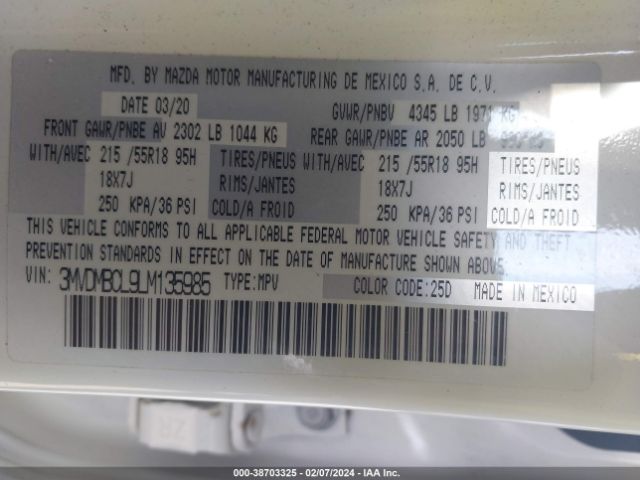 MFD. BY MAZDA MOTOR MANUFACTURING DE MEXICO S.A. DE C.V.
DATE 03/20 GVWR/PNBV 4345 LB 1971 KG
FRONT GAWR/PNBE AV 2302 LB 1044 KG REAR GAWR/PNBE AR 2050 LB
WITH/AVEC 215 /55R18 95H TIRES/PNEUS WITH/AVEC 215 /55R18 95H TIRES/PNEUS
18X7J RIMS/JANTES 18X7J RIMS/JANTES
250 KPA/36 PSI COLD/A FROID 250 KPA/36 PSI COLD/A FROID
THIS VEHICLE CONFORMS TO ALL APPLICABLE FEDERAL MOTOR VEHICLE SAFETY AND THEFT
PREVENTION STANDARDS IN EFFECT ON THE DATE OF MANUFACTURE SHOWN ABOVE.
VIN: 3MVDMBCL9LM135985 TYPE:MPV COLOR CODE:25D MADE IN MEXICO
ZR
000-38703325 - 02/07/2024 - IAA Inc.